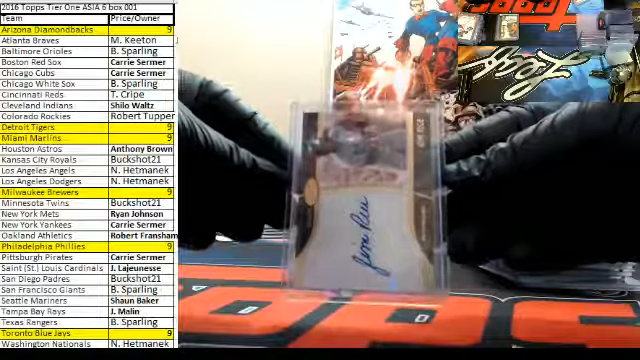 2016 Topps Tier One ASIA 6 box 001
Team Price/Owner
Arizona Diamondbacks 9
Atlanta Braves M. Keeton
Baltimore Orioles B. Sparling
Boston Red Sox Carrie Sermer
Chicago Cubs Carrie Sermer
Chicago White Sox B. Sparling
Cincinnati Reds T. Cripe
Cleveland Indians Shilo Waltz
Colorado Rockies Robert Tupper
Detroit Tigers 9
Miami Marlins 9
Houston Astros Anthony Brown
Kansas City Royals Buckshot21
Los Angeles Angels N. Hetmanek
Los Angeles Dodgers N. Hetmanek
Milwaukee Brewers 9
Minnesota Twins Buckshot21
New York Mets Ryan Johnson
New York Yankees Carrie Sermer
Oakland Athletics Robert Fransham
Philadelphia Phillies 9
Pittsburgh Pirates Carrie Sermer
Saint (St.) Louis Cardinals J. Lajeunesse
San Diego Padres Buckshot21
San Francisco Giants B. Sparling
Seattle Mariners Shaun Baker
Tampa Bay Rays J. Malin
Texas Rangers B. Sparling
Toronto Blue Jays 9
Washington Nationals N. Hetmanek